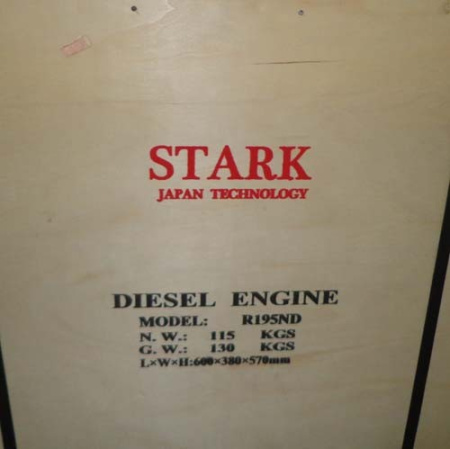 STARK
JAPAN TECHNOLOGY
DIESEL ENGINE
MODEL: R195ND
N. W.: 115 KGS
G. W.: 130 KGS
L×W×H:600×380×570mm